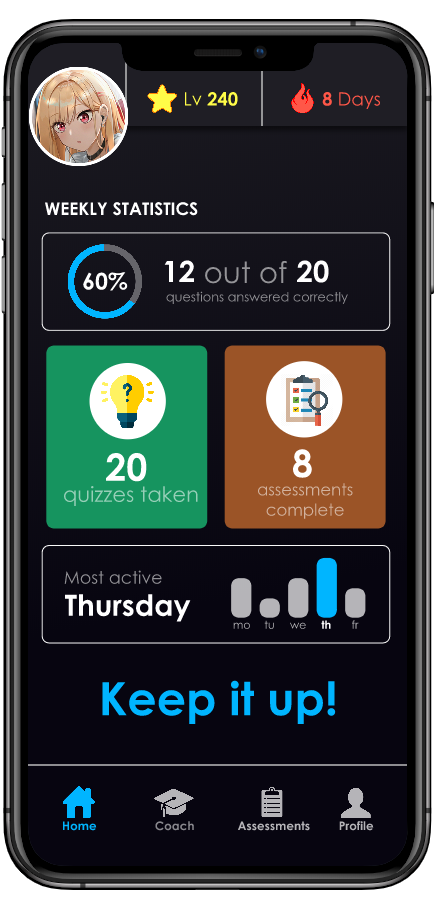 Lv 240
8 Days
WEEKLY STATISTICS
60%
12 out of 20
questions answered correctly
?
20
quizzes taken
8
assessments
complete
Most active
Thursday
mo tu we th fr
Keep it up!
Home Coach Assessments Profile